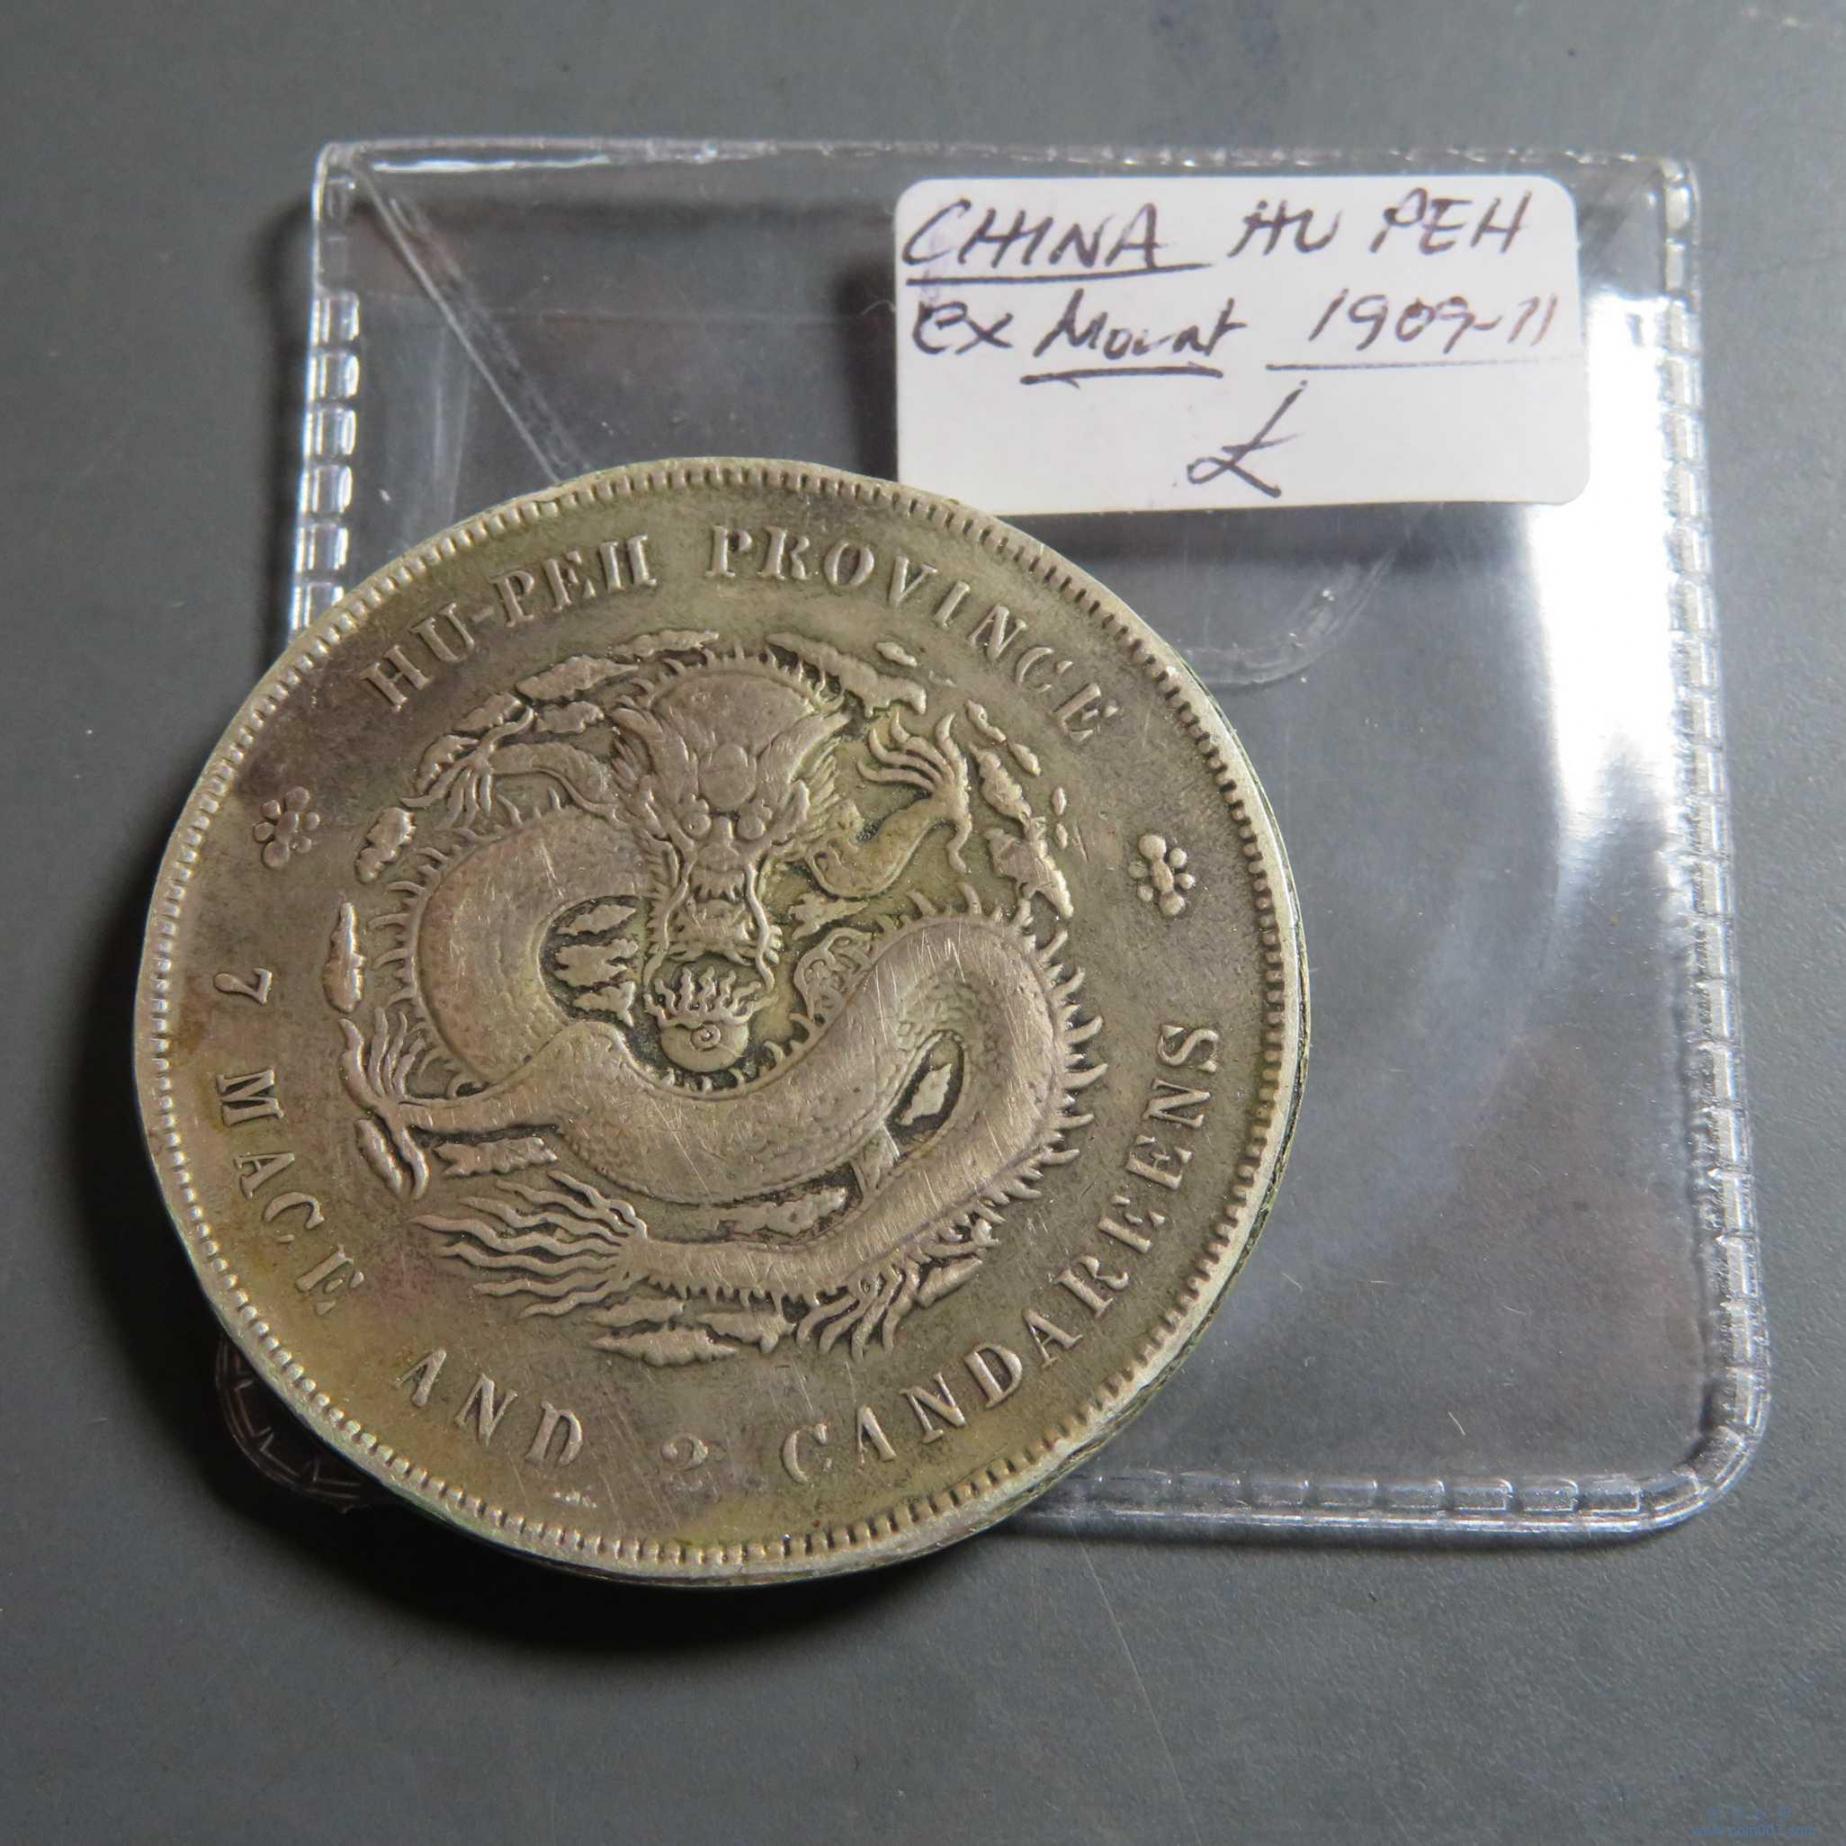 CHINA HU PEH
ex Mount 1909-11
£
HU-PEH PROVINCE
7 MACE AND 2 CANDAREENS